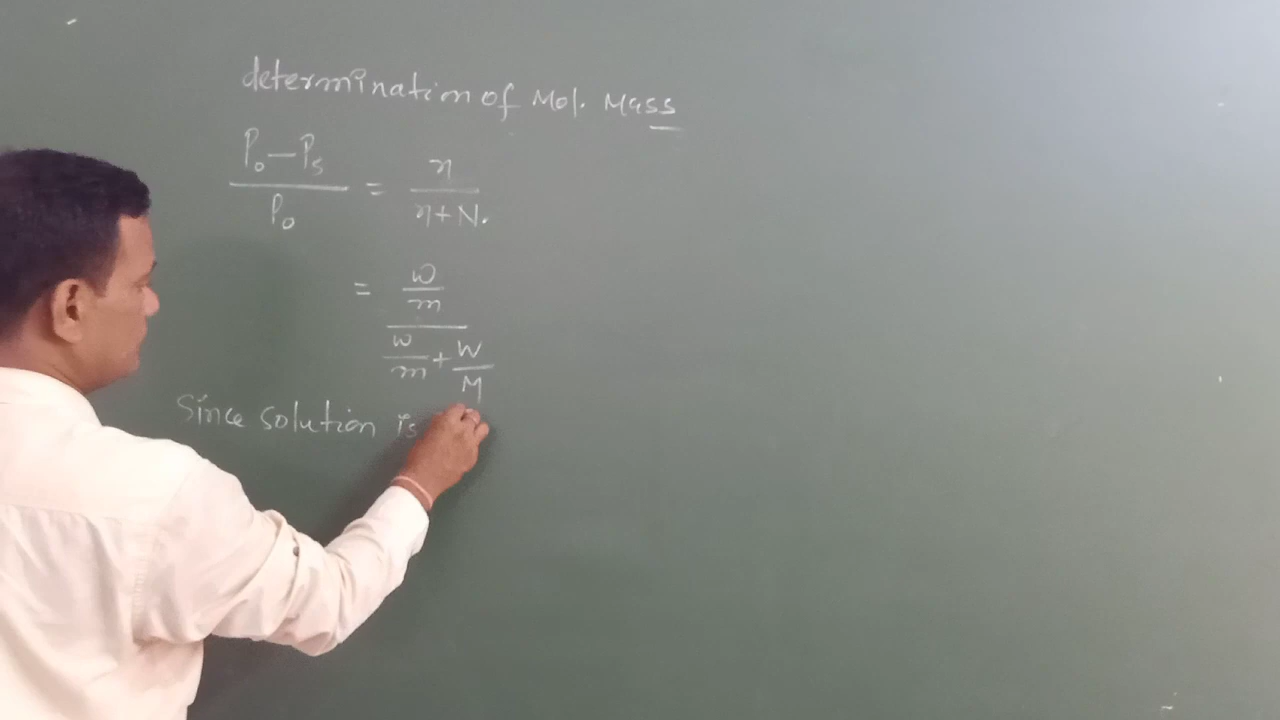 determination of Mol. Mass
P₀ − Pₛ / P₀ = n / n + N.
= w/m / w/m + W/M
Since solution is